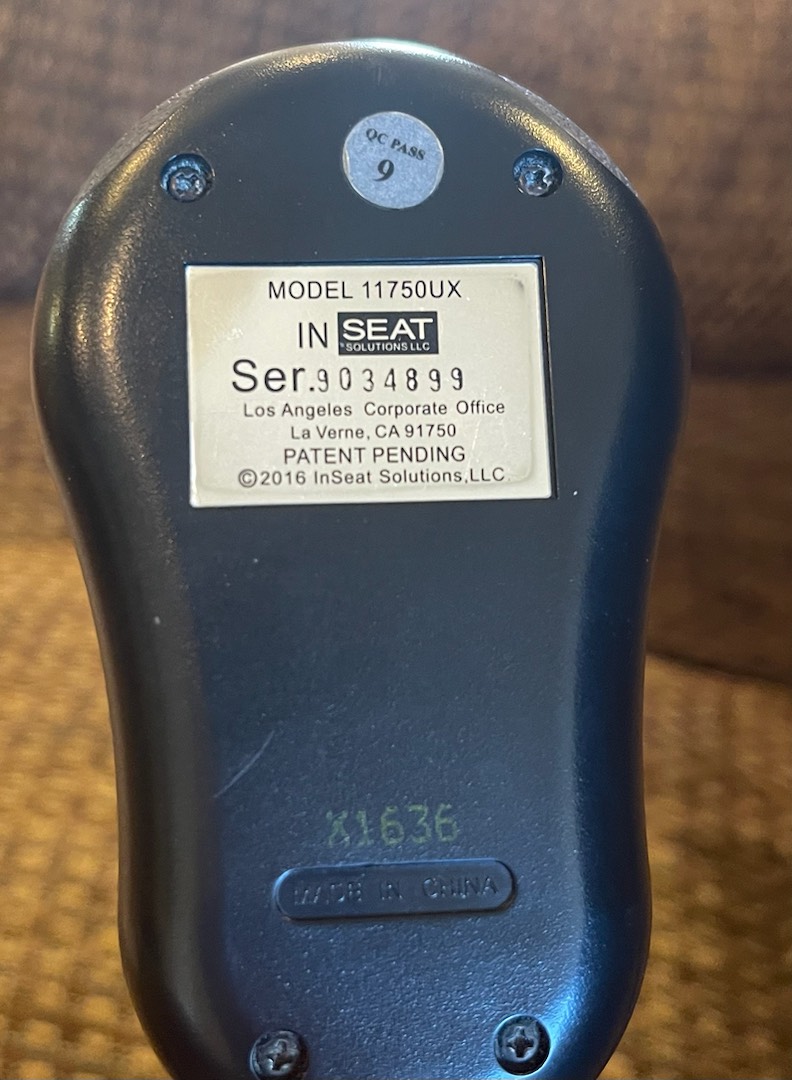 QC PASS
9
MODEL 11750UX
IN SEAT
SOLUTIONS LLC
Ser.9034899
Los Angeles Corporate Office
La Verne, CA 91750
PATENT PENDING
©2016 InSeat Solutions,LLC
X1636
MADE IN CHINA